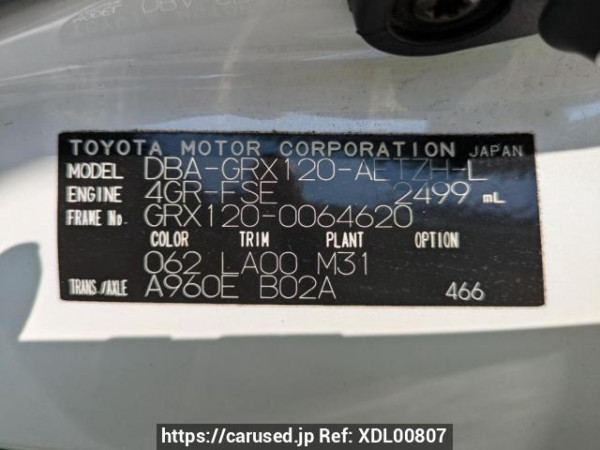 TOYOTA MOTOR CORPORATION JAPAN
MODEL DBA-GRX120-AETZH-L
ENGINE 4GR-FSE 2499 mL
FRAME No. GRX120-0064620
COLOR TRIM PLANT OPTION
062 LA00 M31
TRANS./AXLE A960E B02A 466
https://carused.jp Ref: XDL00807